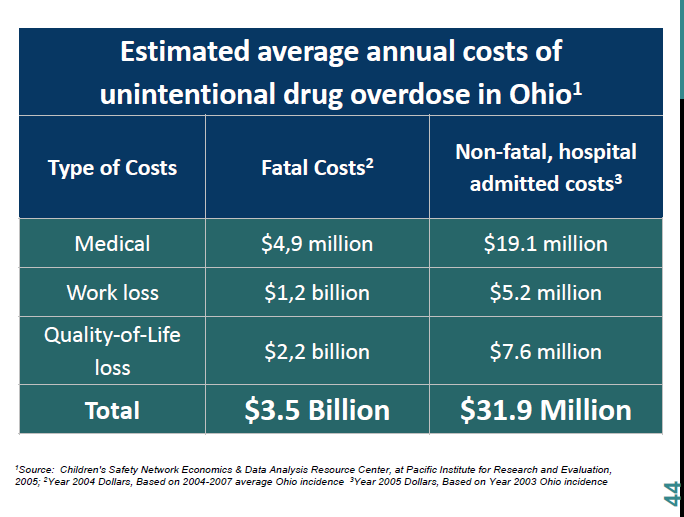 Estimated average annual costs of
unintentional drug overdose in Ohio¹
Type of Costs
Fatal Costs²
Non-fatal, hospital
admitted costs³
Medical
$4,9 million
$19.1 million
Work loss
$1,2 billion
$5.2 million
Quality-of-Life
loss
$2,2 billion
$7.6 million
Total
$3.5 Billion
$31.9 Million
¹Source: Children's Safety Network Economics & Data Analysis Resource Center, at Pacific Institute for Research and Evaluation,
2005; ²Year 2004 Dollars, Based on 2004-2007 average Ohio incidence ³Year 2005 Dollars, Based on Year 2003 Ohio incidence
44